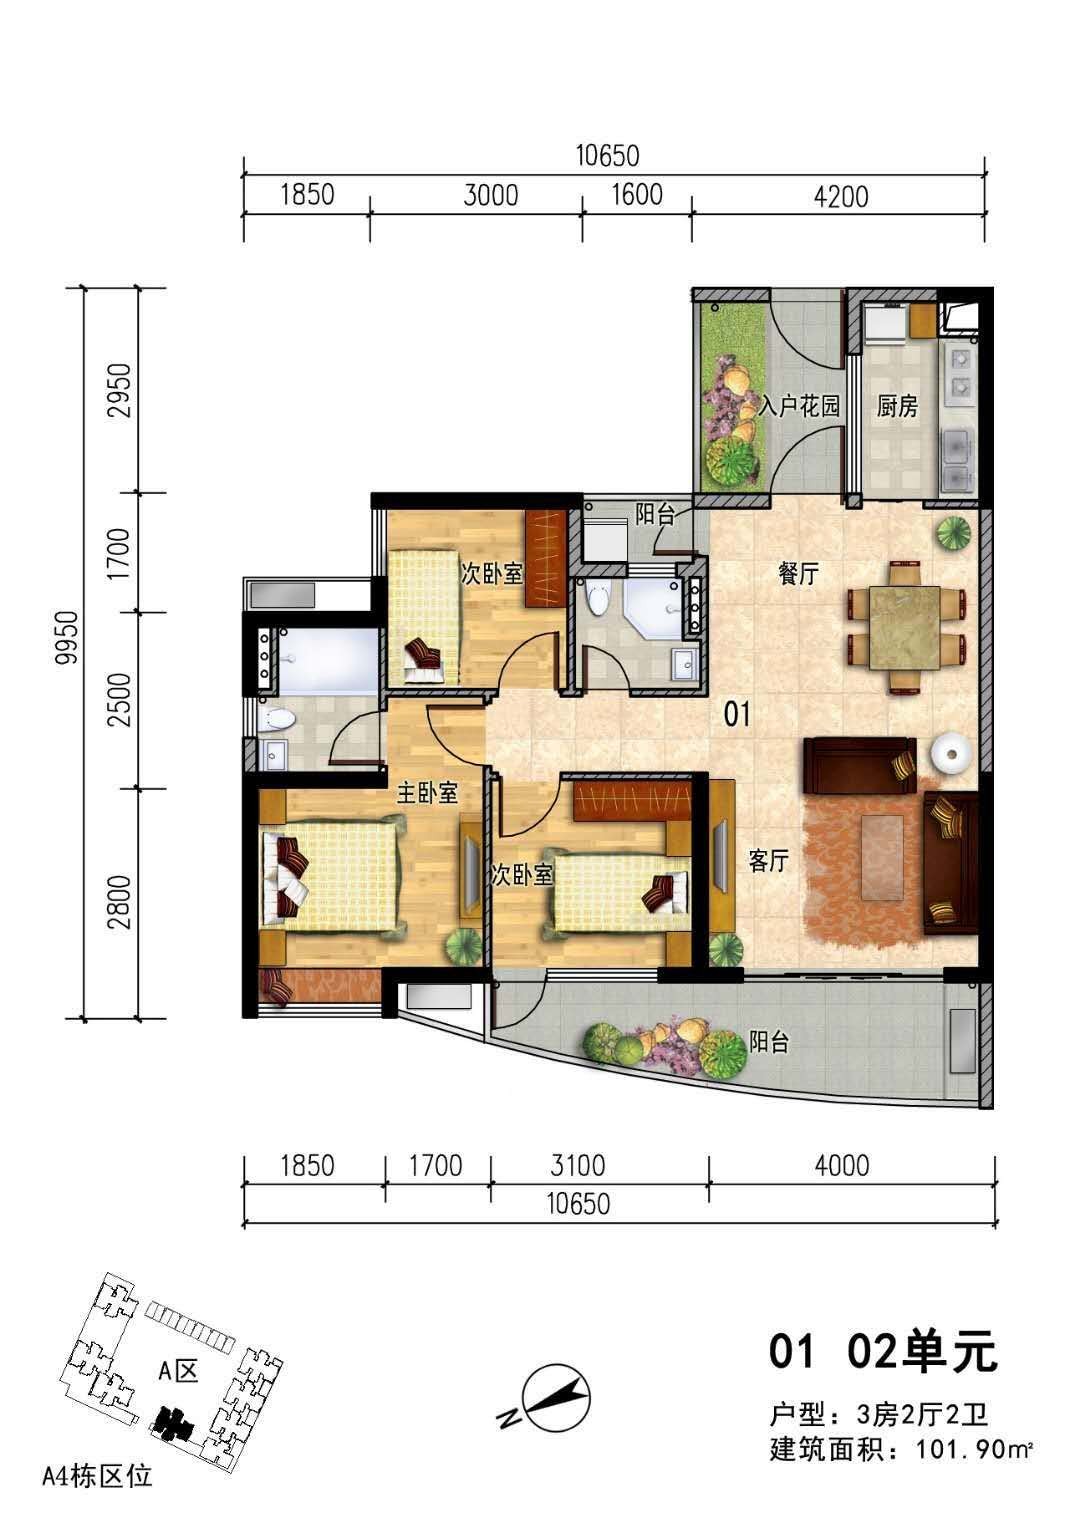 10650
1850
3000
1600
4200
2950
1700
9950
2500
2800
入户花园
厨房
阳台
次卧室
餐厅
01
主卧室
客厅
次卧室
阳台
1850
1700
3100
4000
10650
A区
A4栋区位
N
01 02单元
户型：3房2厅2卫
建筑面积：101.90㎡